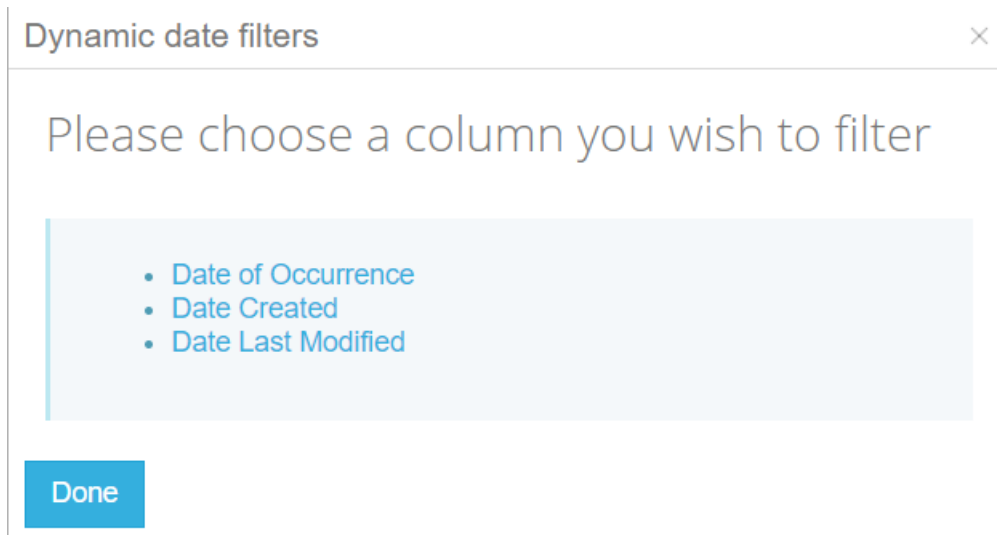 Dynamic date filters
Please choose a column you wish to filter
Date of Occurrence
Date Created
Date Last Modified
Done